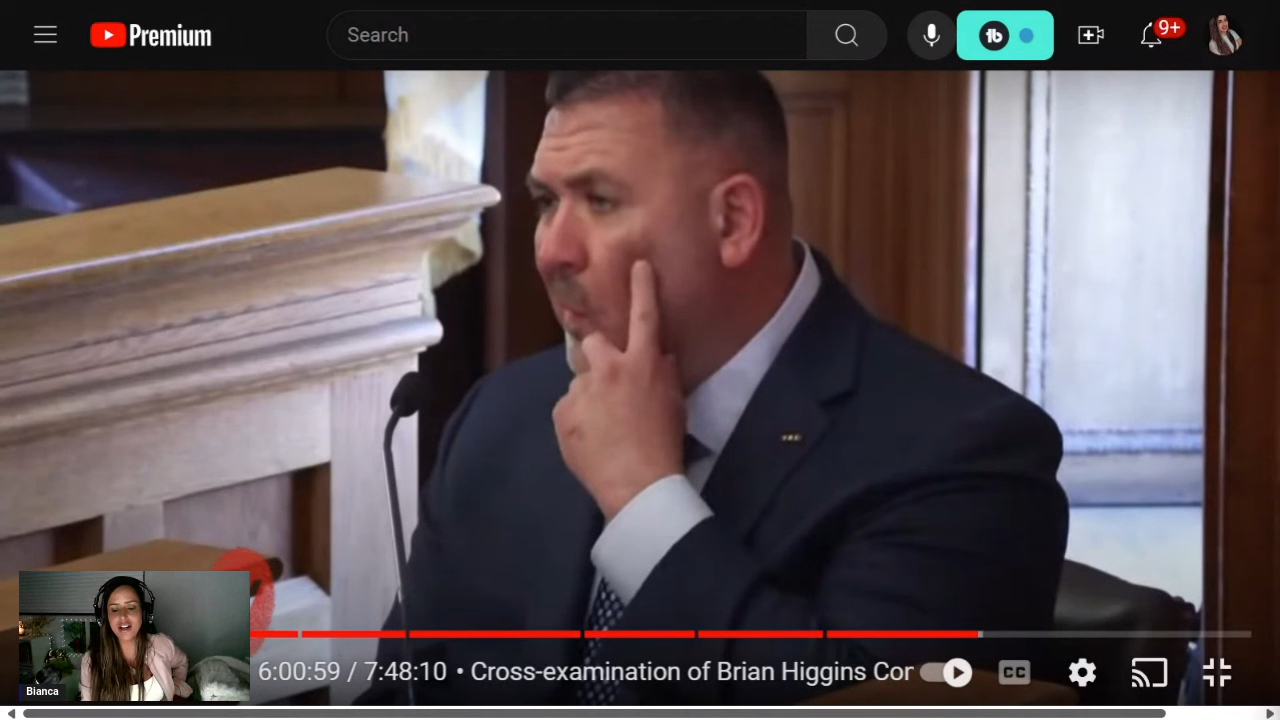 Premium
Search
9+
6:00:59 / 7:48:10 • Cross-examination of Brian Higgins Cor
CC
Bianca